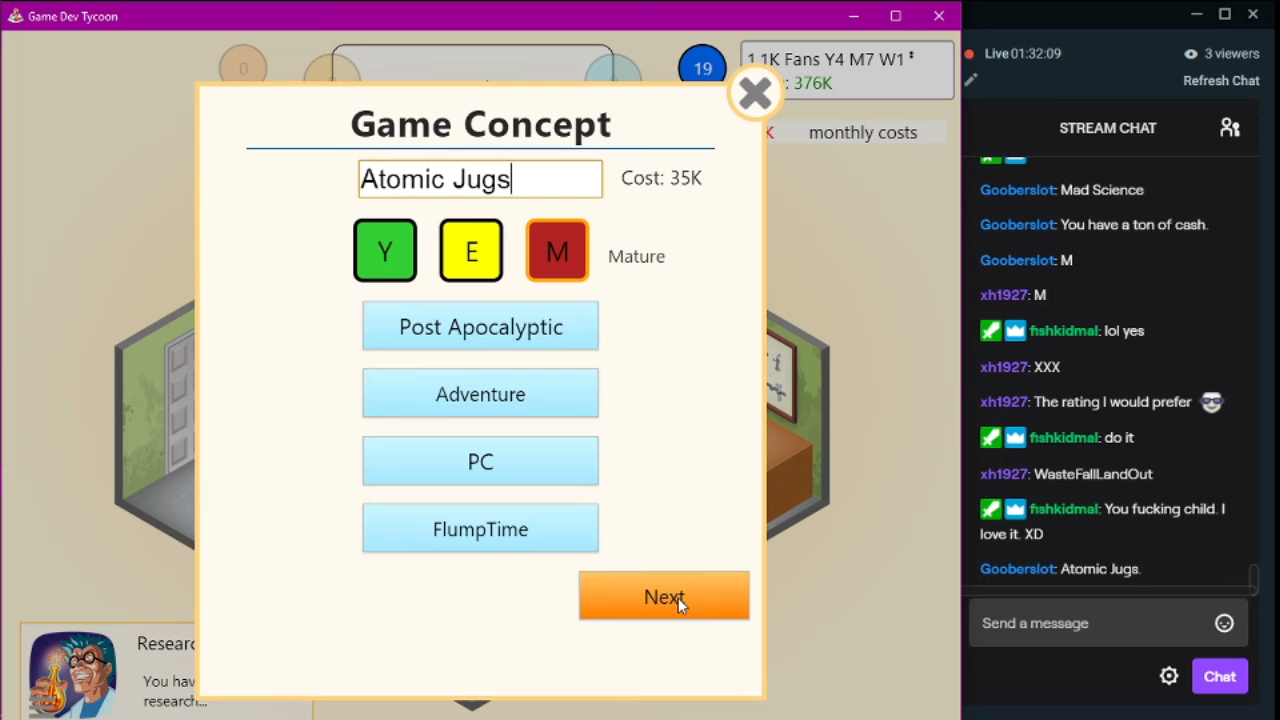 Game Dev Tycoon
0
19
1.1K Fans Y4 M7 W1
: 376K
K monthly costs
Game Concept
Atomic Jugs
Cost: 35K
Y
E
M
Mature
Post Apocalyptic
Adventure
PC
FlumpTime
Next
Researc
You hav
research...
Live 01:32:09
3 viewers
Refresh Chat
STREAM CHAT
Gooberslot: Mad Science
Gooberslot: You have a ton of cash.
Gooberslot: M
xh1927: M
fishkidmal: lol yes
xh1927: XXX
xh1927: The rating I would prefer
fishkidmal: do it
xh1927: WasteFallLandOut
fishkidmal: You fucking child. I
love it. XD
Gooberslot: Atomic Jugs.
Send a message
Chat